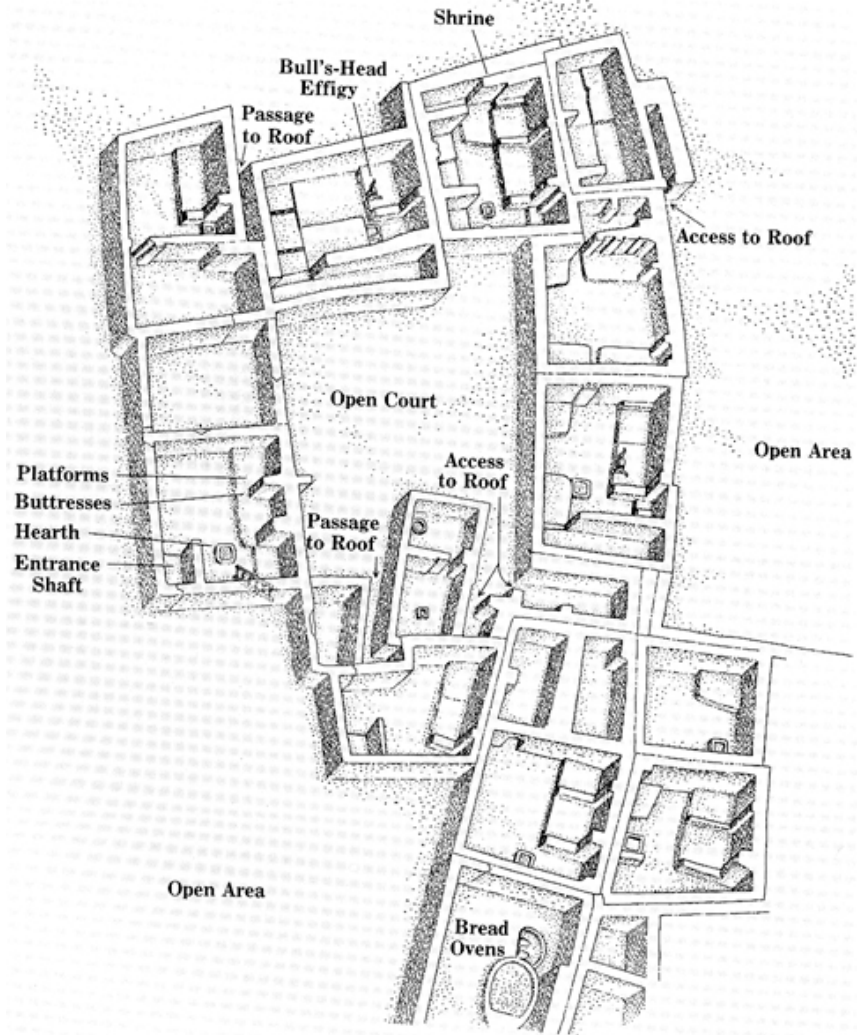 Shrine
Bull's-Head
Effigy
Passage
to Roof
Access to Roof
Open Court
Open Area
Access
to Roof
Platforms
Buttresses
Hearth
Entrance
Shaft
Passage
to Roof
Open Area
Bread
Ovens